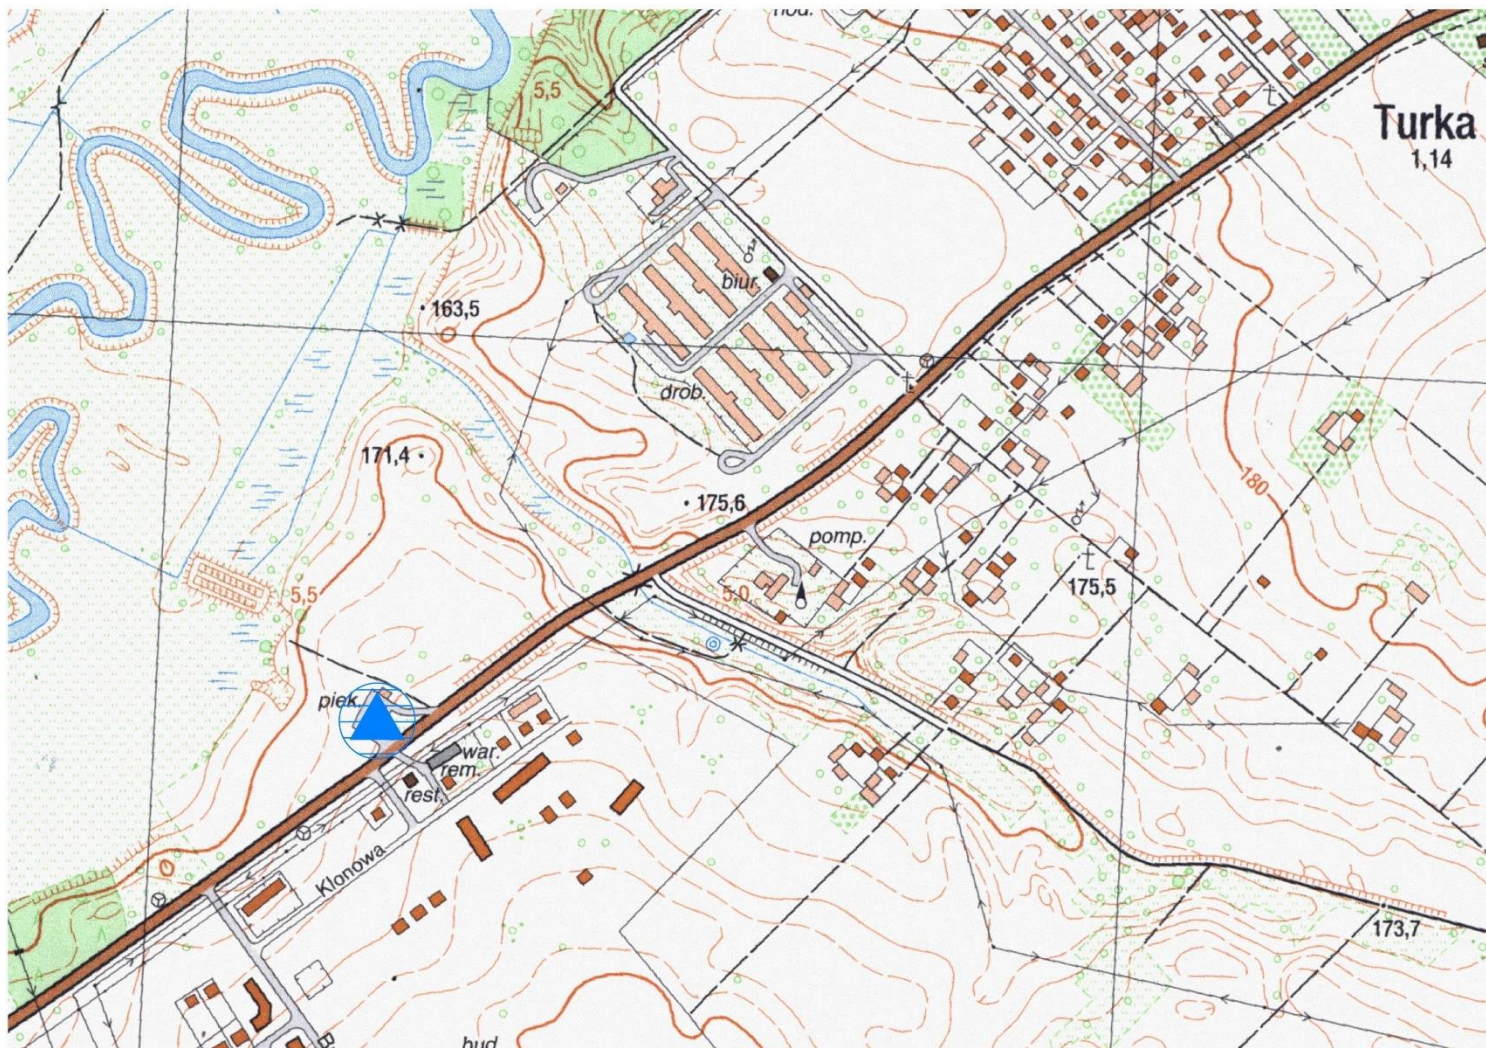 Turka
1,14
5,5
biur.
163,5
drob.
171,4
180
175,6
pomp.
175,5
5,5
5,0
piek.
war.
rem.
rest.
Klonowa
173,7
bud.